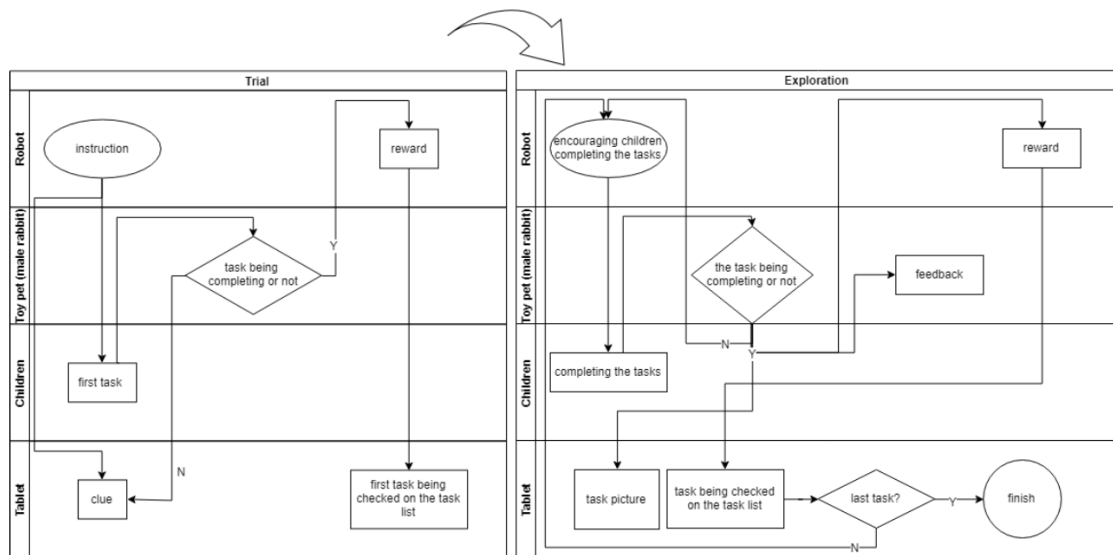 Trial
Robot
instruction
reward
Toy pet (male rabbit)
Y
task being
completing or not
Children
first task
Tablet
N
clue
first task being
checked on the task
list
Exploration
Robot
encouraging children
completing the tasks
reward
Toy pet (male rabbit)
the task being
completing or not
feedback
N
Y
Children
completing the tasks
Tablet
task picture
task being checked
on the task list
last task?
Y
finish
N